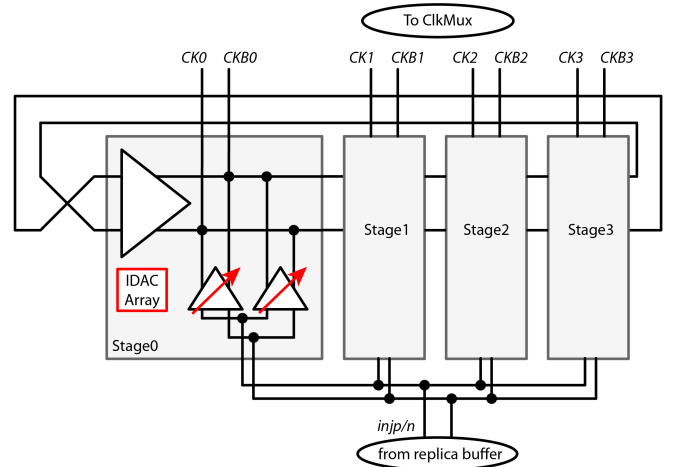 To ClkMux
CK0 CKB0 CK1 CKB1 CK2 CKB2 CK3 CKB3
Stage1 Stage2 Stage3
IDAC
Array
Stage0
injp/n
from replica buffer